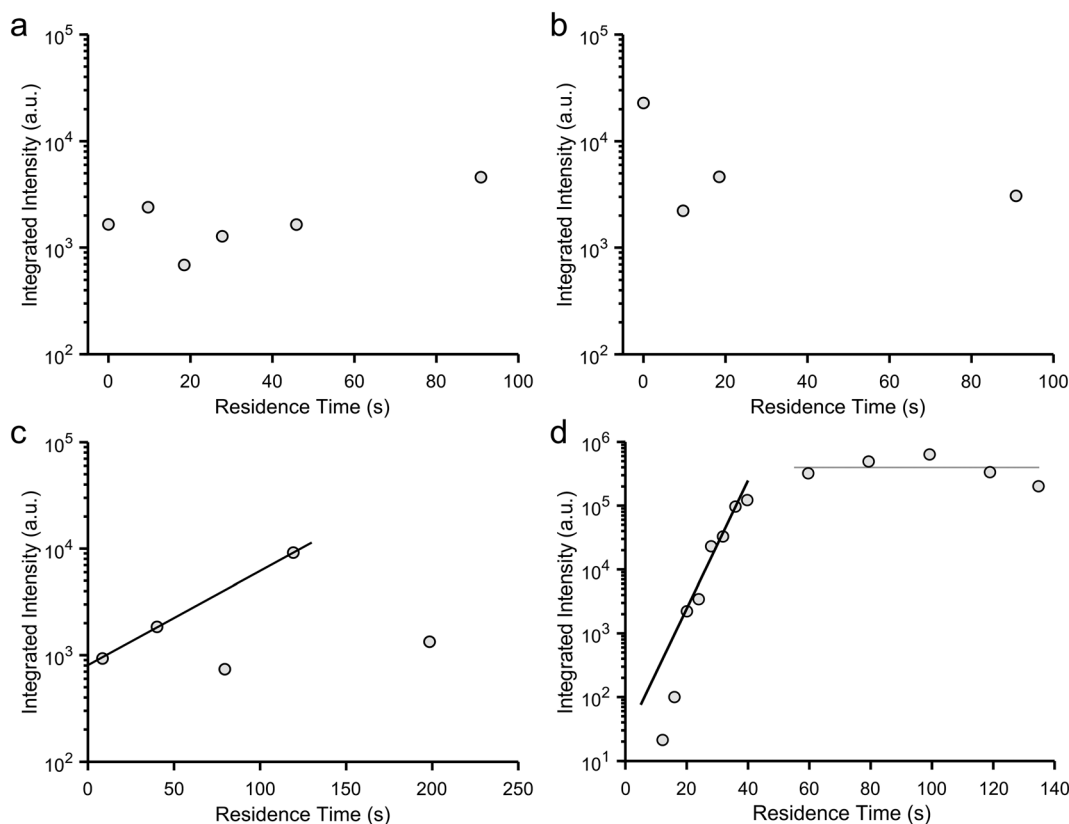 a
10^5
10^4
10^3
10^2
Integrated Intensity (a.u.)
0 20 40 60 80 100
Residence Time (s)
b
10^5
10^4
10^3
10^2
Integrated Intensity (a.u.)
0 20 40 60 80 100
Residence Time (s)
c
10^5
10^4
10^3
10^2
Integrated Intensity (a.u.)
0 50 100 150 200 250
Residence Time (s)
d
10^6
10^5
10^4
10^3
10^2
10^1
Integrated Intensity (a.u.)
0 20 40 60 80 100 120 140
Residence Time (s)